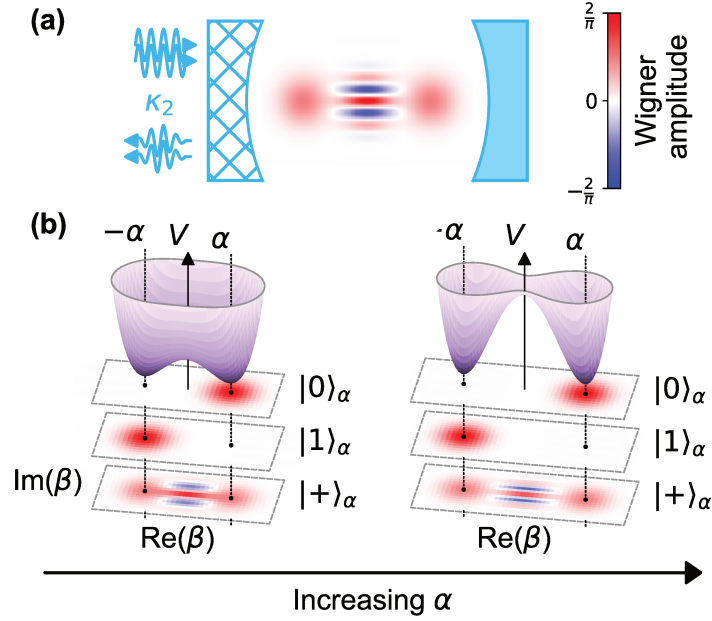 (a)
κ₂
2/π
0
−2/π
Wigner
amplitude
(b)
−α V α
-α V α
|0⟩α
|0⟩α
|1⟩α
|1⟩α
Im(β)
|+⟩α
|+⟩α
Re(β)
Re(β)
Increasing α